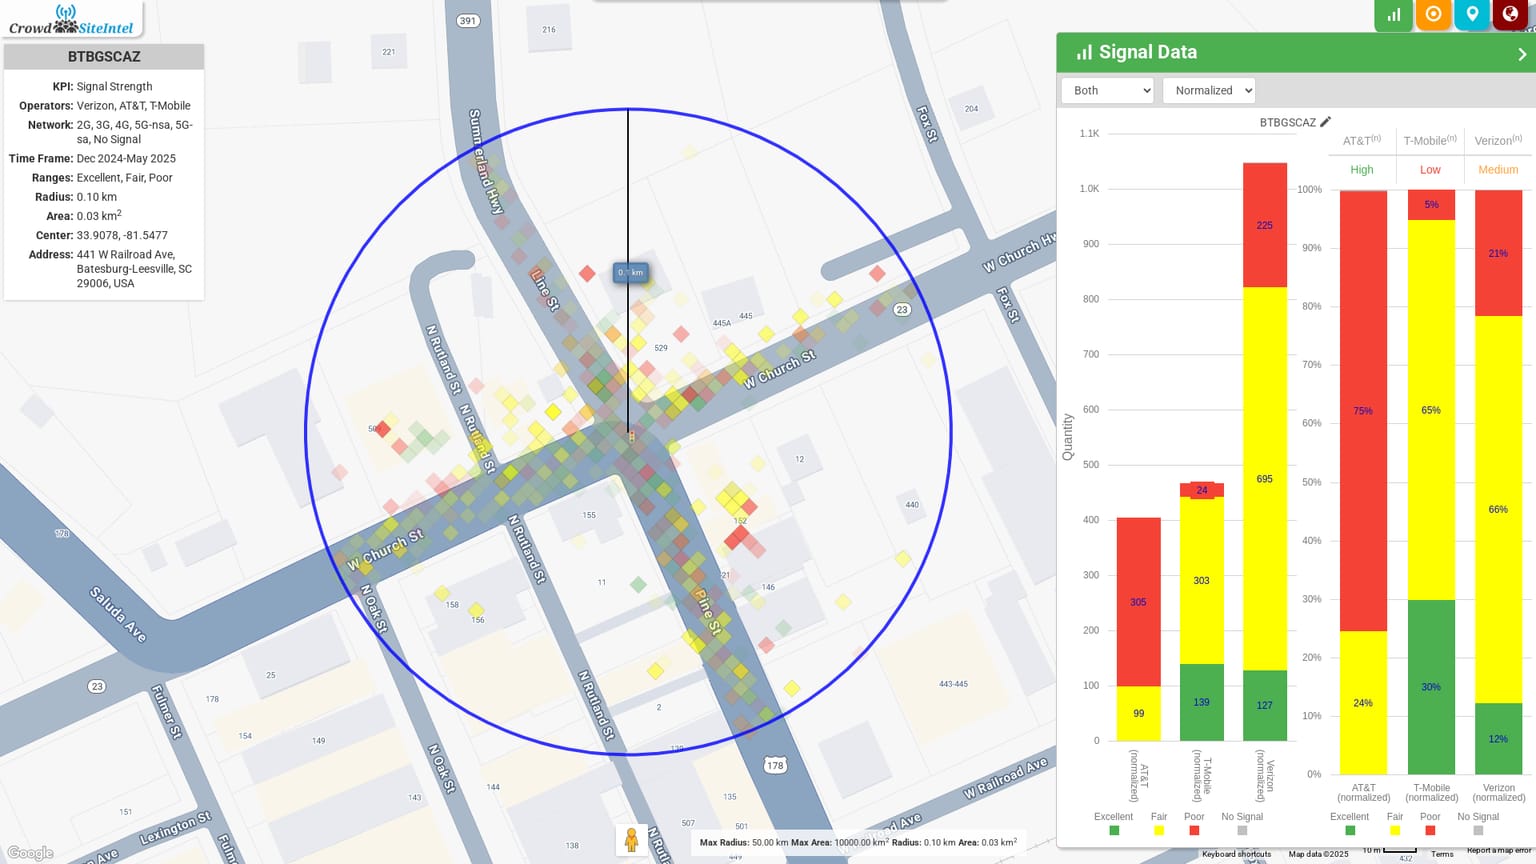 CrowdSiteIntel
BTBGSCAZ
KPI: Signal Strength
Operators: Verizon, AT&T, T-Mobile
Network: 2G, 3G, 4G, 5G-nsa, 5G-
sa, No Signal
Time Frame: Dec 2024-May 2025
Ranges: Excellent, Fair, Poor
Radius: 0.10 km
Area: 0.03 km²
Center: 33.9078, -81.5477
Address: 441 W Railroad Ave,
Batesburg-Leesville, SC
29006, USA
391
216
221
204
Fox St
Summerland Hwy
W Church Hwy
Line St
0.1 km
Fox St
23
N Rutland St
445A
445
529
W Church St
N Rutland St
12
440
155
152
178
W Church St
N Rutland St
11
21
146
158
156
Pine St
N Oak St
Saluda Ave
25
23
178
Fulmer St
154
149
N Rutland St
2
443-445
139
178
N Oak St
144
143
135
W Railroad Ave
151
Lexington St
507
501
138
449
432
Google
Max Radius: 50.00 km Max Area: 10000.00 km² Radius: 0.10 km Area: 0.03 km²
Signal Data
Both
Normalized
BTBGSCAZ
Quantity
1.1K
1.0K
900
800
700
600
500
400
300
200
100
0
305
99
24
303
139
225
695
127
AT&T (normalized)
T-Mobile (normalized)
Verizon (normalized)
Excellent Fair Poor No Signal
AT&T(n) T-Mobile(n) Verizon(n)
High Low Medium
100%
90%
80%
70%
60%
50%
40%
30%
20%
10%
0%
75%
24%
5%
65%
30%
21%
66%
12%
AT&T (normalized)
T-Mobile (normalized)
Verizon (normalized)
Excellent Fair Poor No Signal
Keyboard shortcuts Map data ©2025 10 m Terms Report a map error